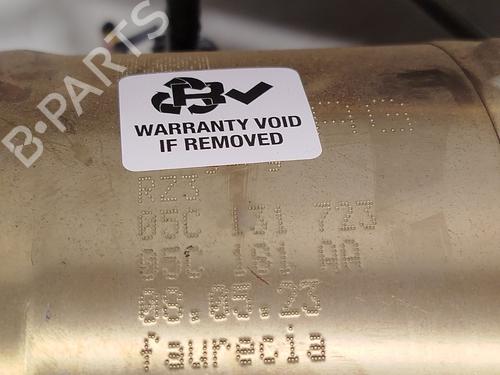 B-PARTS
WARRANTY VOID
IF REMOVED
RZ3
05C 131 723
05C 181 AA
08.05.23
faurecia